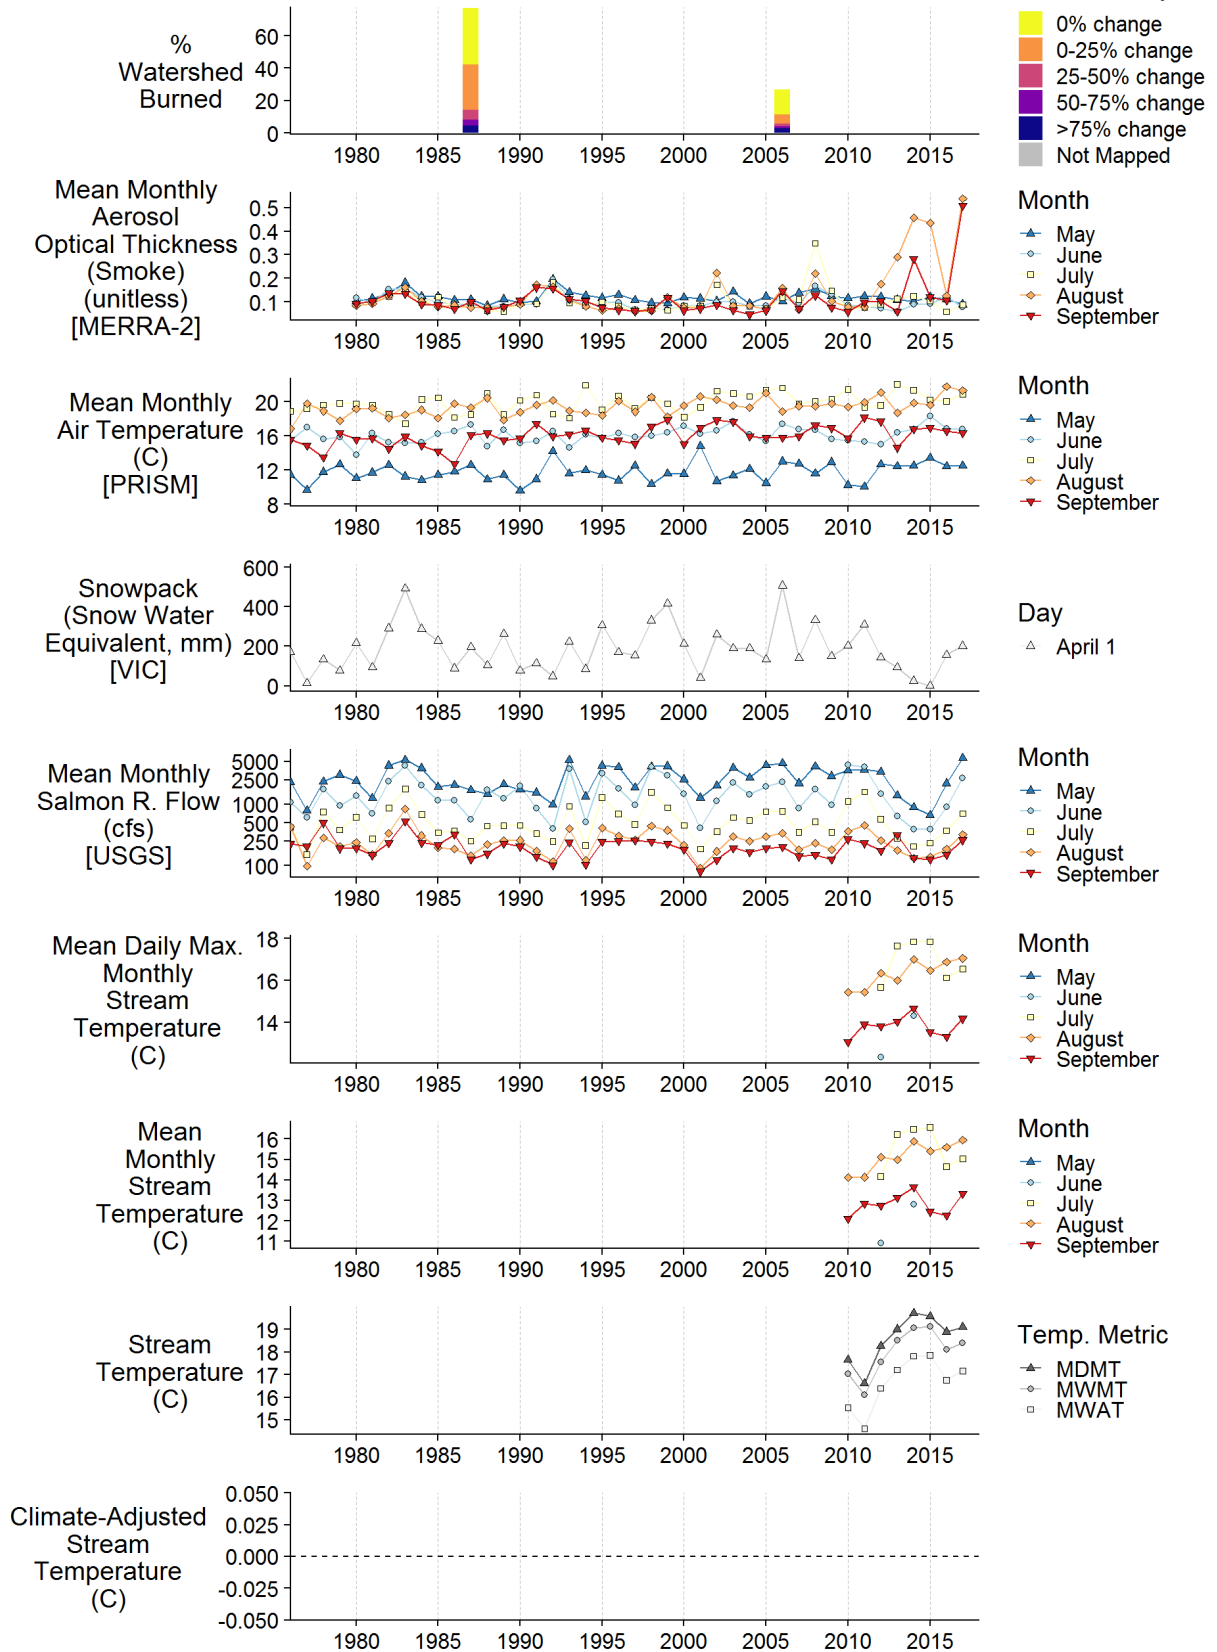 %
Watershed
Burned
60
40
20
0
1980 1985 1990 1995 2000 2005 2010 2015
0% change
0-25% change
25-50% change
50-75% change
>75% change
Not Mapped
Mean Monthly
Aerosol
Optical Thickness
(Smoke)
(unitless)
[MERRA-2]
0.5
0.4
0.3
0.2
0.1
1980 1985 1990 1995 2000 2005 2010 2015
Month
May
June
July
August
September
Mean Monthly
Air Temperature
(C)
[PRISM]
20
16
12
8
1980 1985 1990 1995 2000 2005 2010 2015
Month
May
June
July
August
September
Snowpack
(Snow Water
Equivalent, mm)
[VIC]
600
400
200
0
1980 1985 1990 1995 2000 2005 2010 2015
Day
April 1
Mean Monthly
Salmon R. Flow
(cfs)
[USGS]
5000
2500
1000
500
250
100
1980 1985 1990 1995 2000 2005 2010 2015
Month
May
June
July
August
September
Mean Daily Max.
Monthly
Stream
Temperature
(C)
18
16
14
1980 1985 1990 1995 2000 2005 2010 2015
Month
May
June
July
August
September
Mean
Monthly
Stream
Temperature
(C)
16
15
14
13
12
11
1980 1985 1990 1995 2000 2005 2010 2015
Month
May
June
July
August
September
Stream
Temperature
(C)
19
18
17
16
15
1980 1985 1990 1995 2000 2005 2010 2015
Temp. Metric
MDMT
MWMT
MWAT
Climate-Adjusted
Stream
Temperature
(C)
0.050
0.025
0.000
-0.025
-0.050
1980 1985 1990 1995 2000 2005 2010 2015